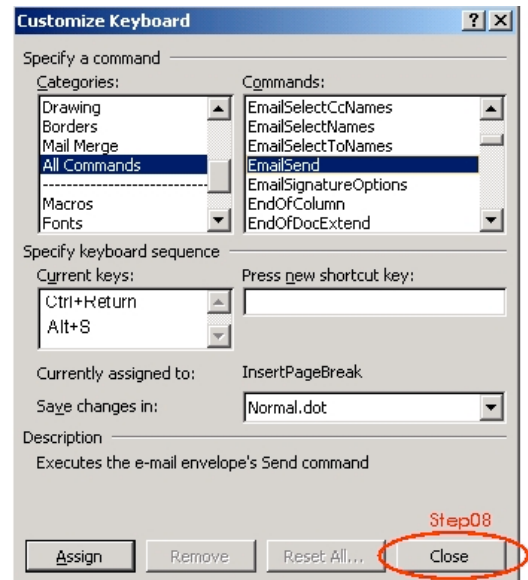 Customize Keyboard
Specify a command
Categories:
Commands:
Drawing
Borders
Mail Merge
All Commands
--------------------------
Macros
Fonts
EmailSelectCcNames
EmailSelectNames
EmailSelectToNames
EmailSend
EmailSignatureOptions
EndOfColumn
EndOfDocExtend
Specify keyboard sequence
Current keys:
Press new shortcut key:
Ctrl+Return
Alt+S
Currently assigned to: InsertPageBreak
Save changes in: Normal.dot
Description
Executes the e-mail envelope's Send command
Step08
Assign Remove Reset All... Close